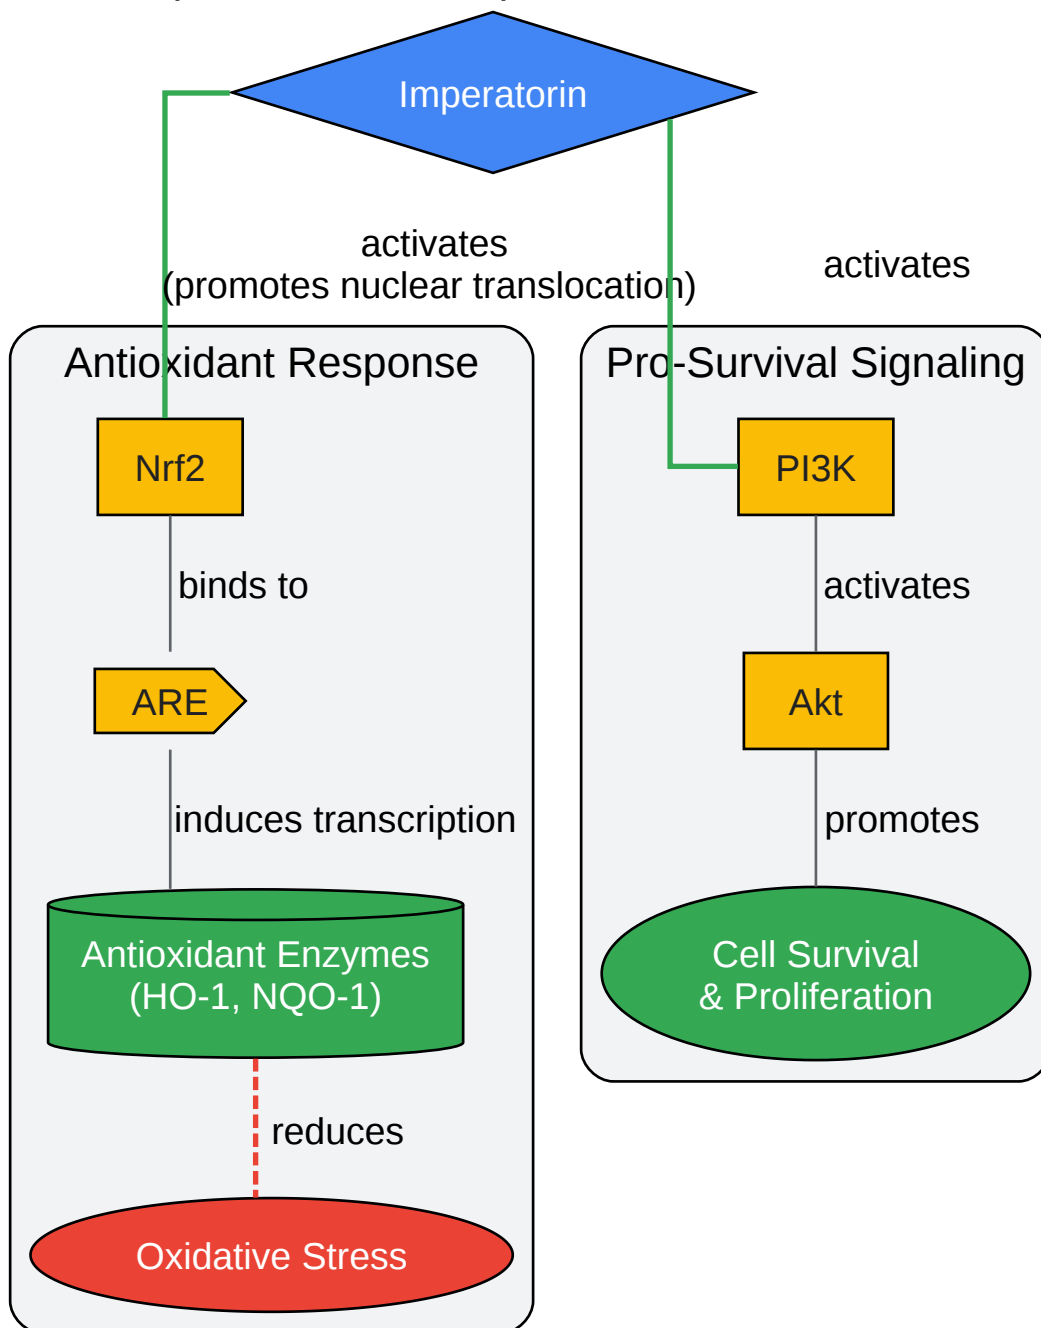 Imperatorin
activates
(promotes nuclear translocation)
activates
Antioxidant Response
Pro-Survival Signaling
Nrf2
PI3K
binds to
activates
ARE
Akt
induces transcription
promotes
Antioxidant Enzymes
(HO-1, NQO-1)
Cell Survival
& Proliferation
reduces
Oxidative Stress